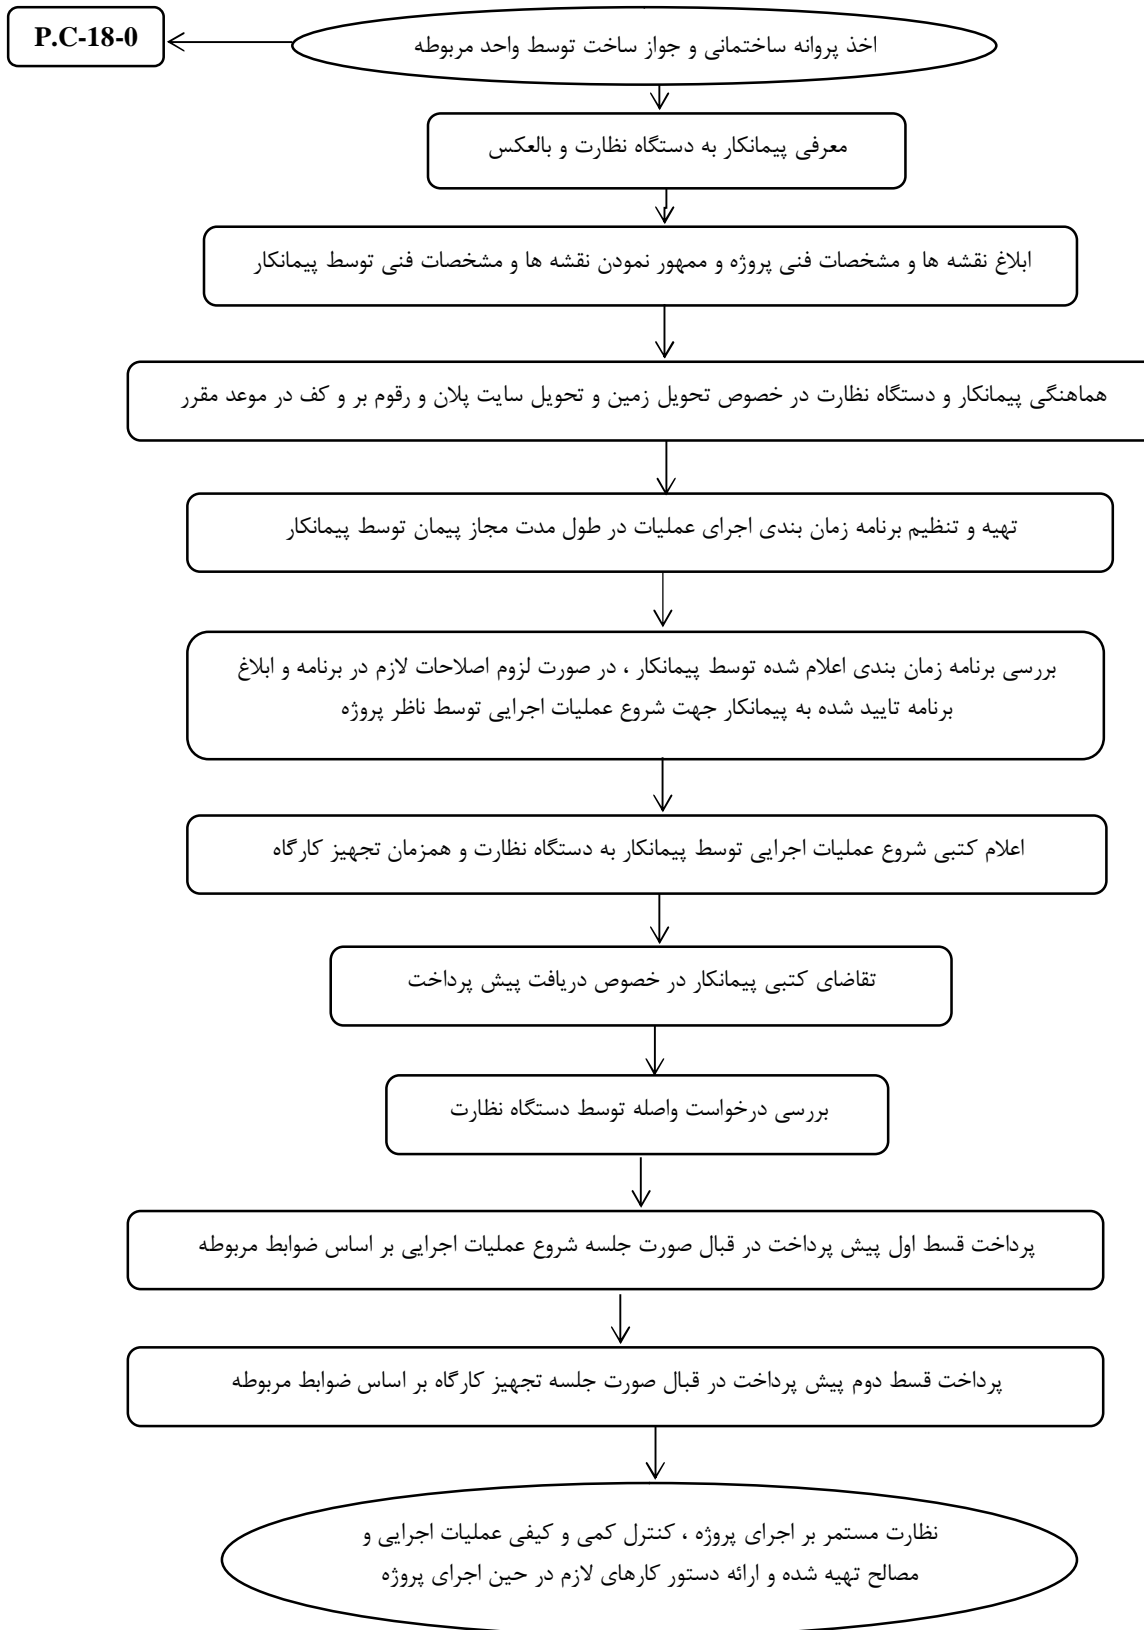 P.C-18-0
اخذ پروانه ساختمانی و جواز ساخت توسط واحد مربوطه
معرفی پیمانکار به دستگاه نظارت و بالعکس
ابلاغ نقشه ها و مشخصات فنی پروژه و ممهور نمودن نقشه ها و مشخصات فنی توسط پیمانکار
هماهنگی پیمانکار و دستگاه نظارت در خصوص تحویل زمین و تحویل سایت پلان و رقوم بر و کف در موعد مقرر
تهیه و تنظیم برنامه زمان بندی اجرای عملیات در طول مدت مجاز پیمان توسط پیمانکار
بررسی برنامه زمان بندی اعلام شده توسط پیمانکار ، در صورت لزوم اصلاحات لازم در برنامه و ابلاغ
برنامه تایید شده به پیمانکار جهت شروع عملیات اجرایی توسط ناظر پروژه
اعلام کتبی شروع عملیات اجرایی توسط پیمانکار به دستگاه نظارت و همزمان تجهیز کارگاه
تقاضای کتبی پیمانکار در خصوص دریافت پیش پرداخت
بررسی درخواست واصله توسط دستگاه نظارت
پرداخت قسط اول پیش پرداخت در قبال صورت جلسه شروع عملیات اجرایی بر اساس ضوابط مربوطه
پرداخت قسط دوم پیش پرداخت در قبال صورت جلسه تجهیز کارگاه بر اساس ضوابط مربوطه
نظارت مستمر بر اجرای پروژه ، کنترل کمی و کیفی عملیات اجرایی و
مصالح تهیه شده و ارائه دستور کارهای لازم در حین اجرای پروژه